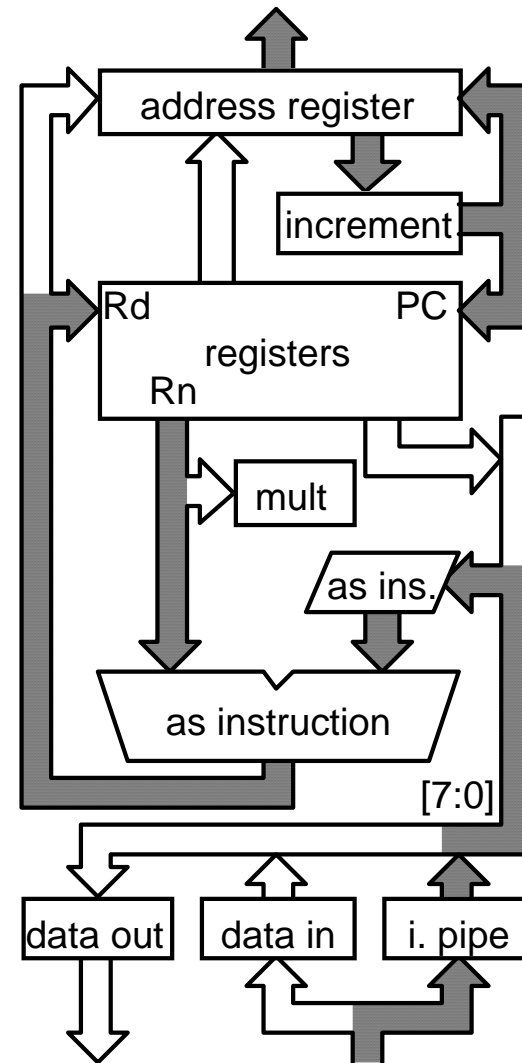 address register
increment
Rd
PC
registers
Rn
mult
as ins.
as instruction
[7:0]
data out
data in
i. pipe